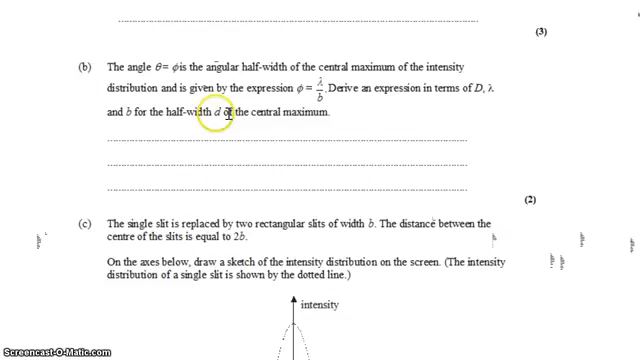 (3)
(b) The angle θ = ϕ is the angular half-width of the central maximum of the intensity
distribution and is given by the expression ϕ = λ/b. Derive an expression in terms of D, λ
and b for the half-width d of the central maximum.
(2)
(c) The single slit is replaced by two rectangular slits of width b. The distance between the
centre of the slits is equal to 2b.
On the axes below, draw a sketch of the intensity distribution on the screen. (The intensity
distribution of a single slit is shown by the dotted line.)
intensity
Screencast-O-Matic.com